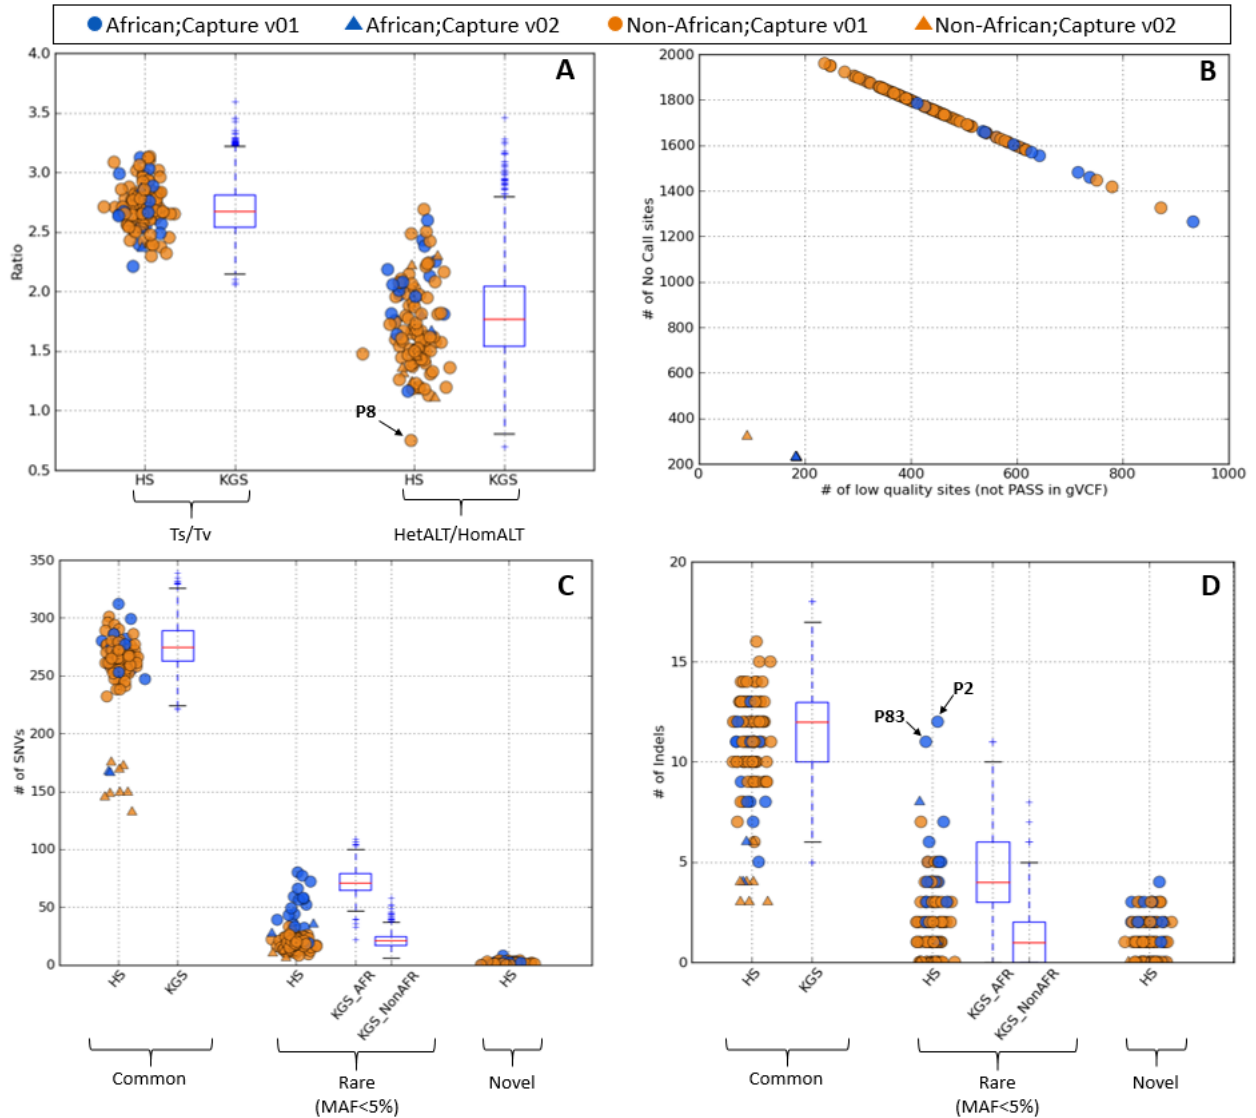 African;Capture v01 African;Capture v02 Non-African;Capture v01 Non-African;Capture v02
A
4.0
3.5
3.0
2.5
2.0
1.5
1.0
0.5
Ratio
P8
HS KGS HS KGS
Ts/Tv HetALT/HomALT
B
2000
1800
1600
1400
1200
1000
800
600
400
200
# of No Call sites
0 200 400 600 800 1000
# of low quality sites (not PASS in gVCF)
C
350
300
250
200
150
100
50
0
# of SNVs
HS KGS HS KGS_AFR KGS_NonAFR HS
Common Rare Novel
(MAF<5%)
D
20
15
10
5
0
# of Indels
P2
P83
HS KGS HS KGS_AFR KGS_NonAFR HS
Common Rare Novel
(MAF<5%)